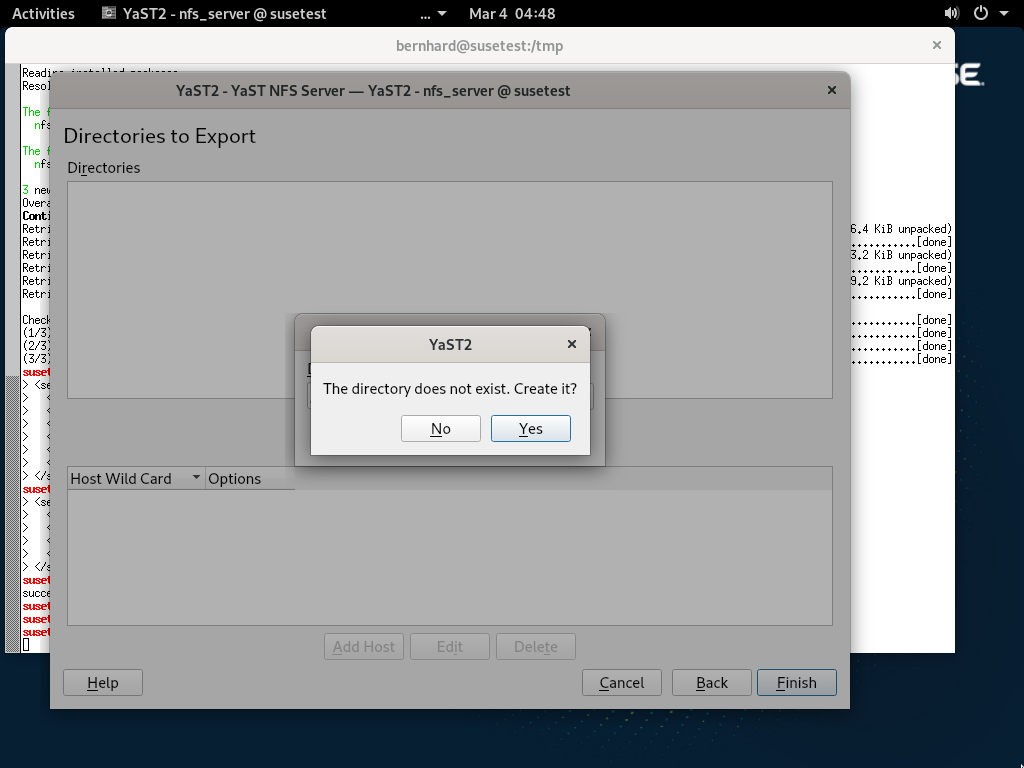 Activities YaST2 - nfs_server @ susetest ... Mar 4 04:48
bernhard@susetest:/tmp
Reading installed packages
Resol
SE.
YaST2 - YaST NFS Server — YaST2 - nfs_server @ susetest
The f
nfs
The f
nfs
3 new
Overa
Conti
Retri 6.4 KiB unpacked)
Retri [done]
Retri 3.2 KiB unpacked)
Retri [done]
Retri 9.2 KiB unpacked)
Retri [done]
Check [done]
(1/3) [done]
(2/3) [done]
(3/3) [done]
suset
> <se
> <
> <
> <
> <
> <
> <
> </s
suset
> <se
> <
> <
> <
> <
> </s
suset
succe
suset
suset
suset
Directories to Export
Directories
YaST2
The directory does not exist. Create it?
No Yes
Host Wild Card Options
Add Host Edit Delete
Help Cancel Back Finish